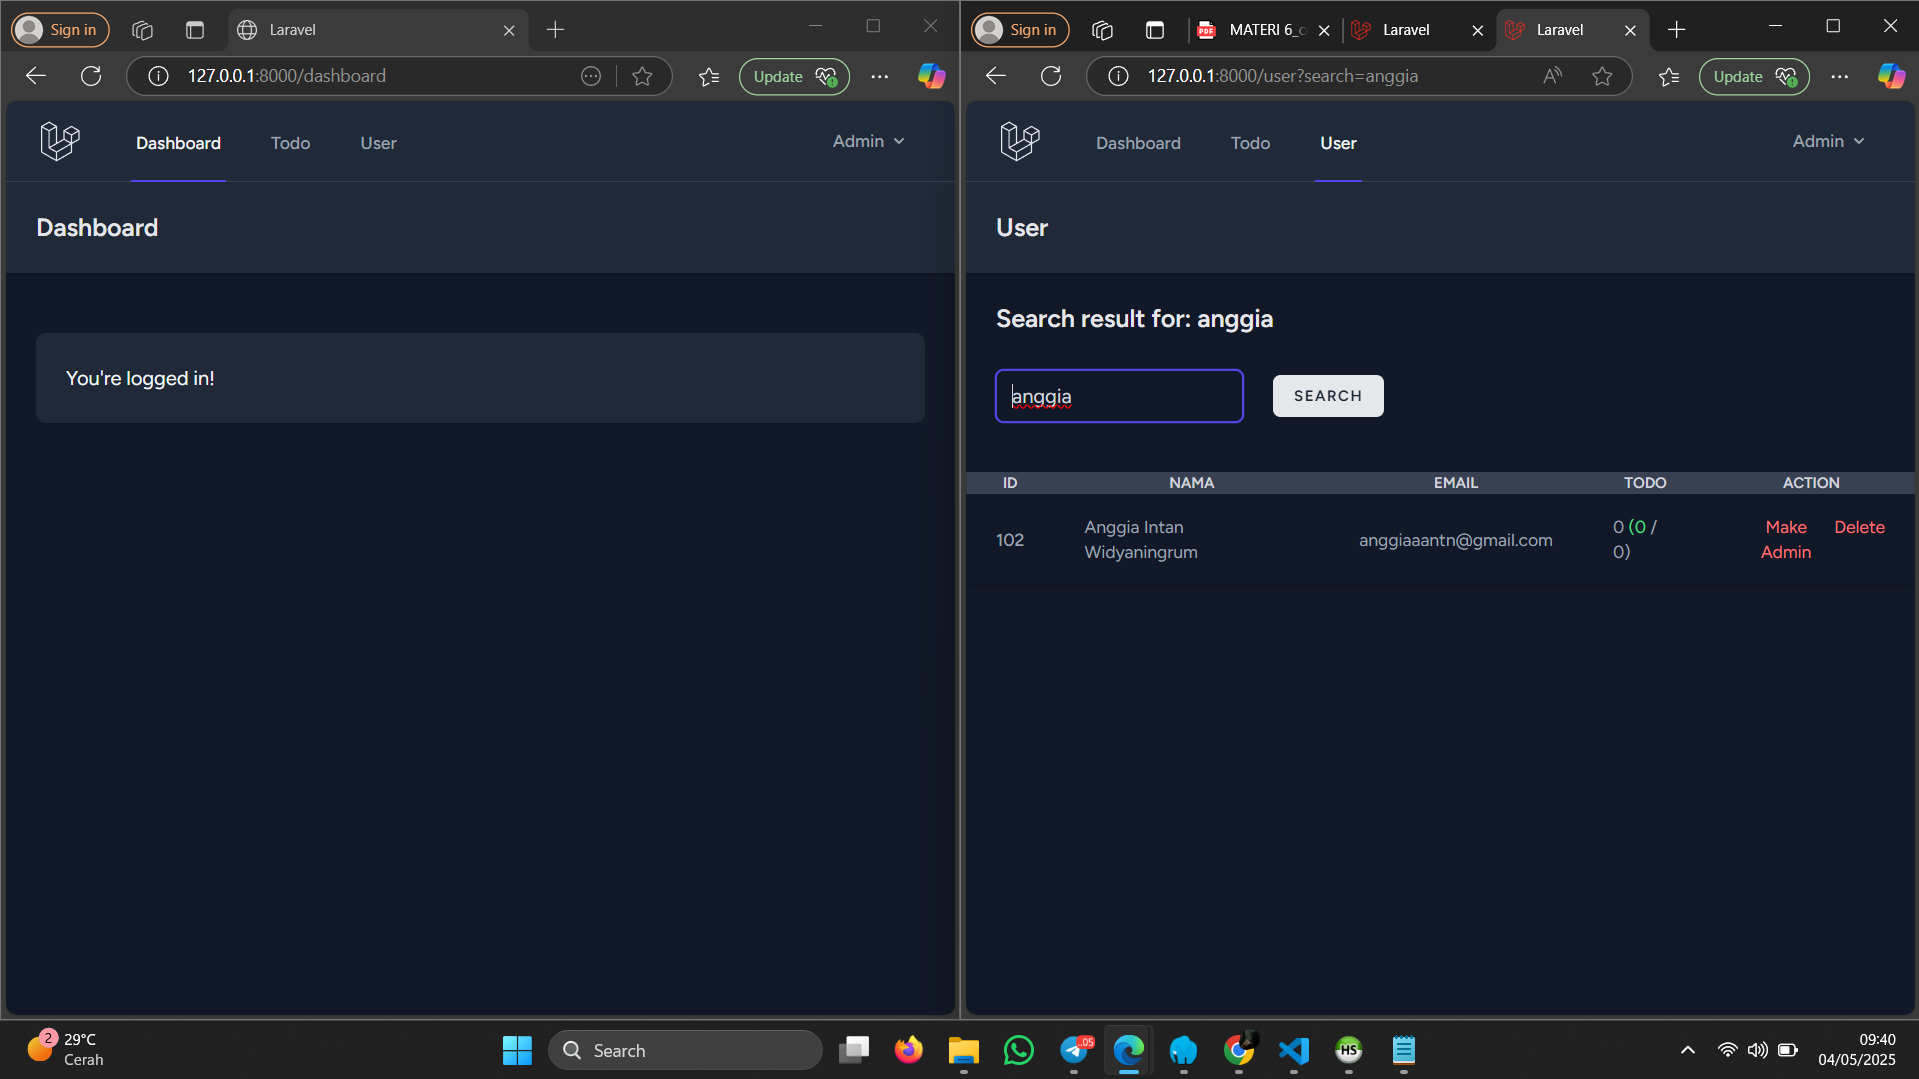 Sign in
Laravel
127.0.0.1:8000/dashboard
Update
Dashboard
Todo
User
Admin
Dashboard
You're logged in!
Sign in
MATERI 6_c
Laravel
Laravel
127.0.0.1:8000/user?search=anggia
Update
Dashboard
Todo
User
Admin
User
Search result for: anggia
anggia
SEARCH
ID NAMA EMAIL TODO ACTION
102 Anggia Intan Widyaningrum anggiaaantn@gmail.com 0 (0 / 0) Make Admin Delete
2
29°C
Cerah
Search
..05
HS
09:40
04/05/2025